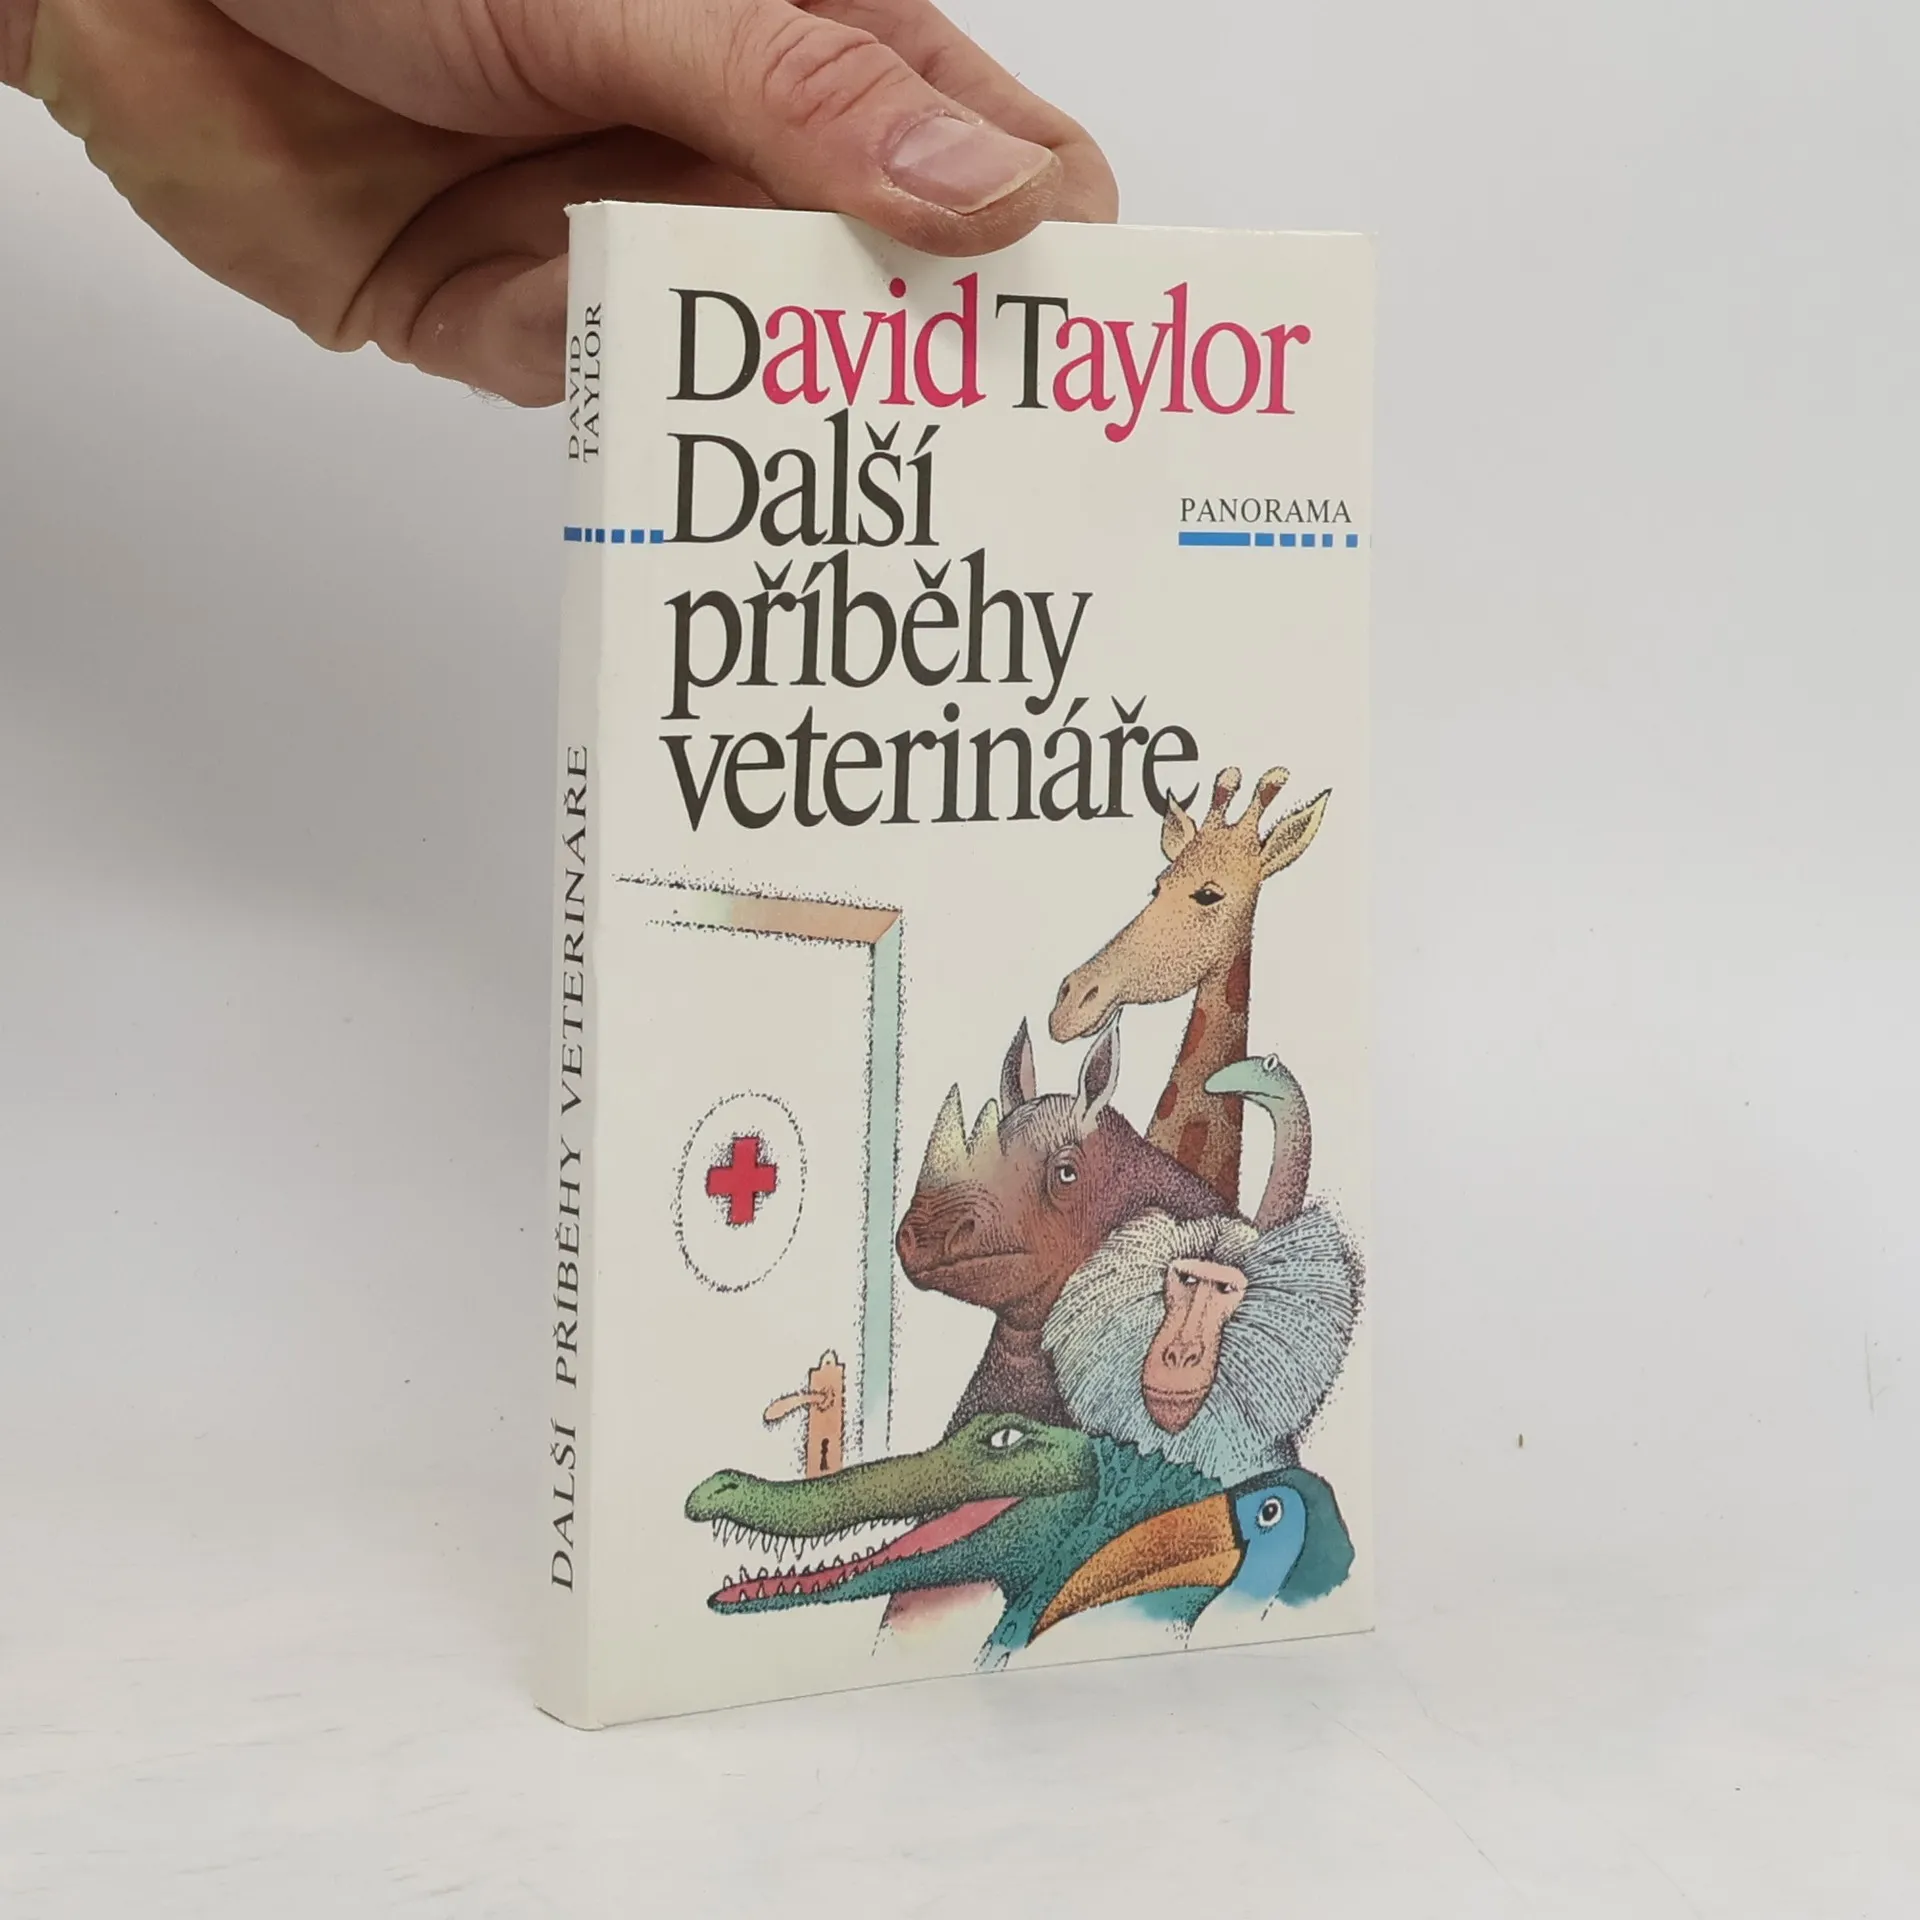 David Taylor
Další
příběhy
veterináře
PANORAMA
DAVID
TAYLOR
DALŠÍ PŘÍBĚHY VETERINÁŘE